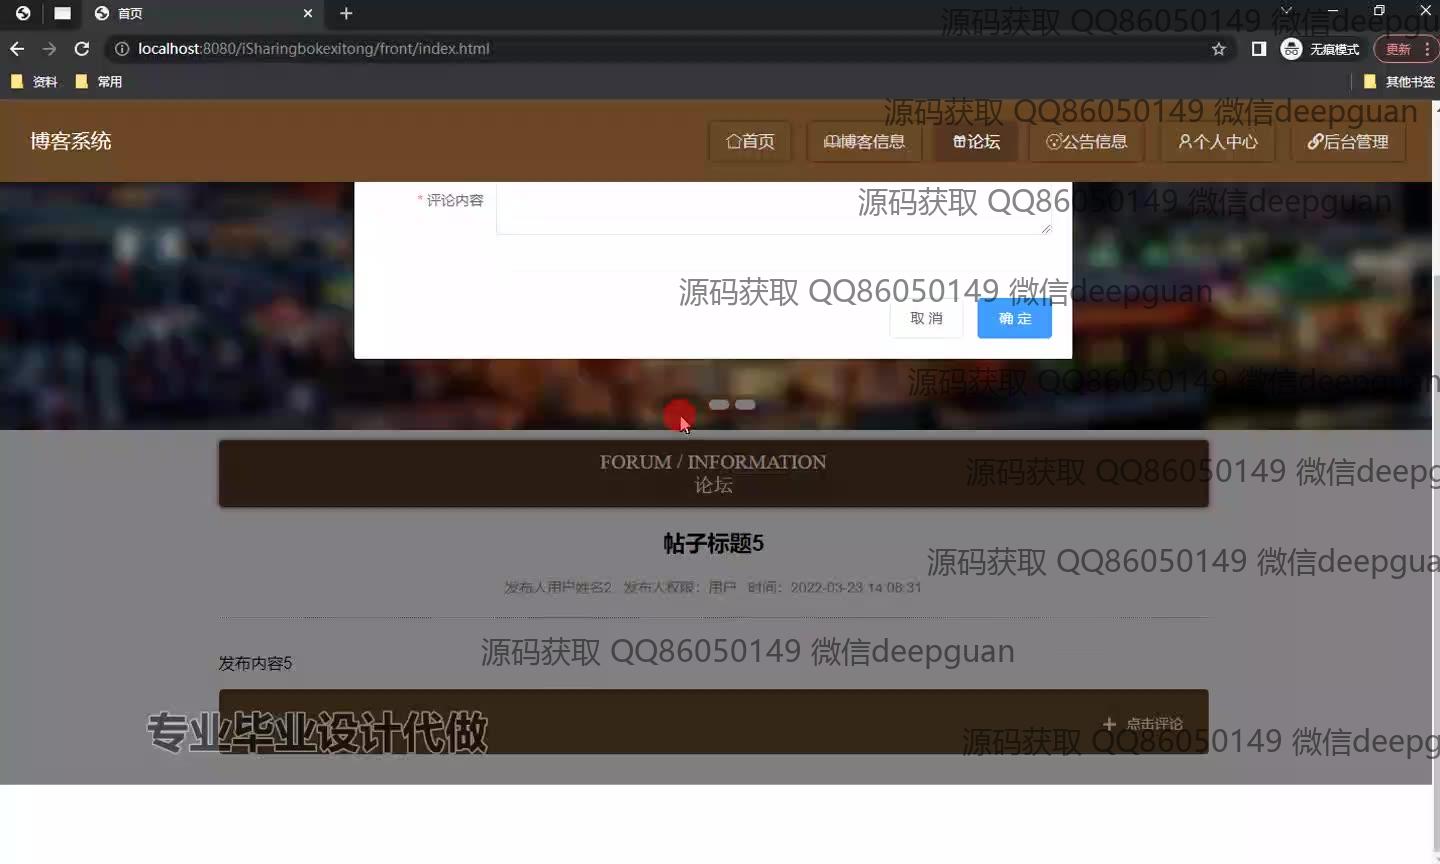 首页
localhost:8080/iSharingbokexitong/front/index.html
无痕模式
更新
资料
常用
其他书签
源码获取 QQ86050149 微信deepgu
博客系统
首页
博客信息
论坛
公告信息
个人中心
后台管理
源码获取 QQ86050149 微信deepguan
* 评论内容
源码获取 QQ86050149 微信deepguan
源码获取 QQ86050149 微信deepguan
取 消
确 定
源码获取 QQ86050149 微信deepguan
FORUM / INFORMATION
论坛
源码获取 QQ86050149 微信deepg
帖子标题5
源码获取 QQ86050149 微信deepgua
发布人用户姓名2 发布人权限：用户 时间：2022-03-23 14:08:31
源码获取 QQ86050149 微信deepguan
发布内容5
专业毕业设计代做
+ 点击评论
源码获取 QQ86050149 微信deepg